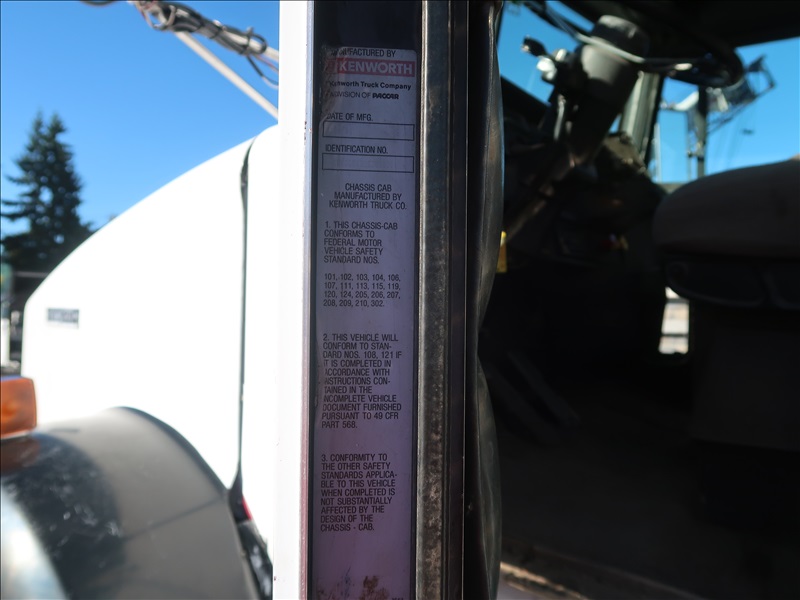 MANUFACTURED BY
KENWORTH
Kenworth Truck Company
DIVISION OF PACCAR
DATE OF MFG.
IDENTIFICATION NO.
CHASSIS CAB
MANUFACTURED BY
KENWORTH TRUCK CO.
1. THIS CHASSIS-CAB
CONFORMS TO
FEDERAL MOTOR
VEHICLE SAFETY
STANDARD NOS.
101, 102, 103, 104, 106,
107, 111, 113, 115, 119,
120, 124, 205, 206, 207,
208, 209, 210, 302.
2. THIS VEHICLE WILL
CONFORM TO STAN-
DARD NOS. 108, 121 IF
IT IS COMPLETED IN
ACCORDANCE WITH
INSTRUCTIONS CON-
TAINED IN THE
INCOMPLETE VEHICLE
DOCUMENT FURNISHED
PURSUANT TO 49 CFR
PART 568.
3. CONFORMITY TO
THE OTHER SAFETY
STANDARDS APPLICA-
BLE TO THIS VEHICLE
WHEN COMPLETED IS
NOT SUBSTANTIALLY
AFFECTED BY THE
DESIGN OF THE
CHASSIS - CAB.